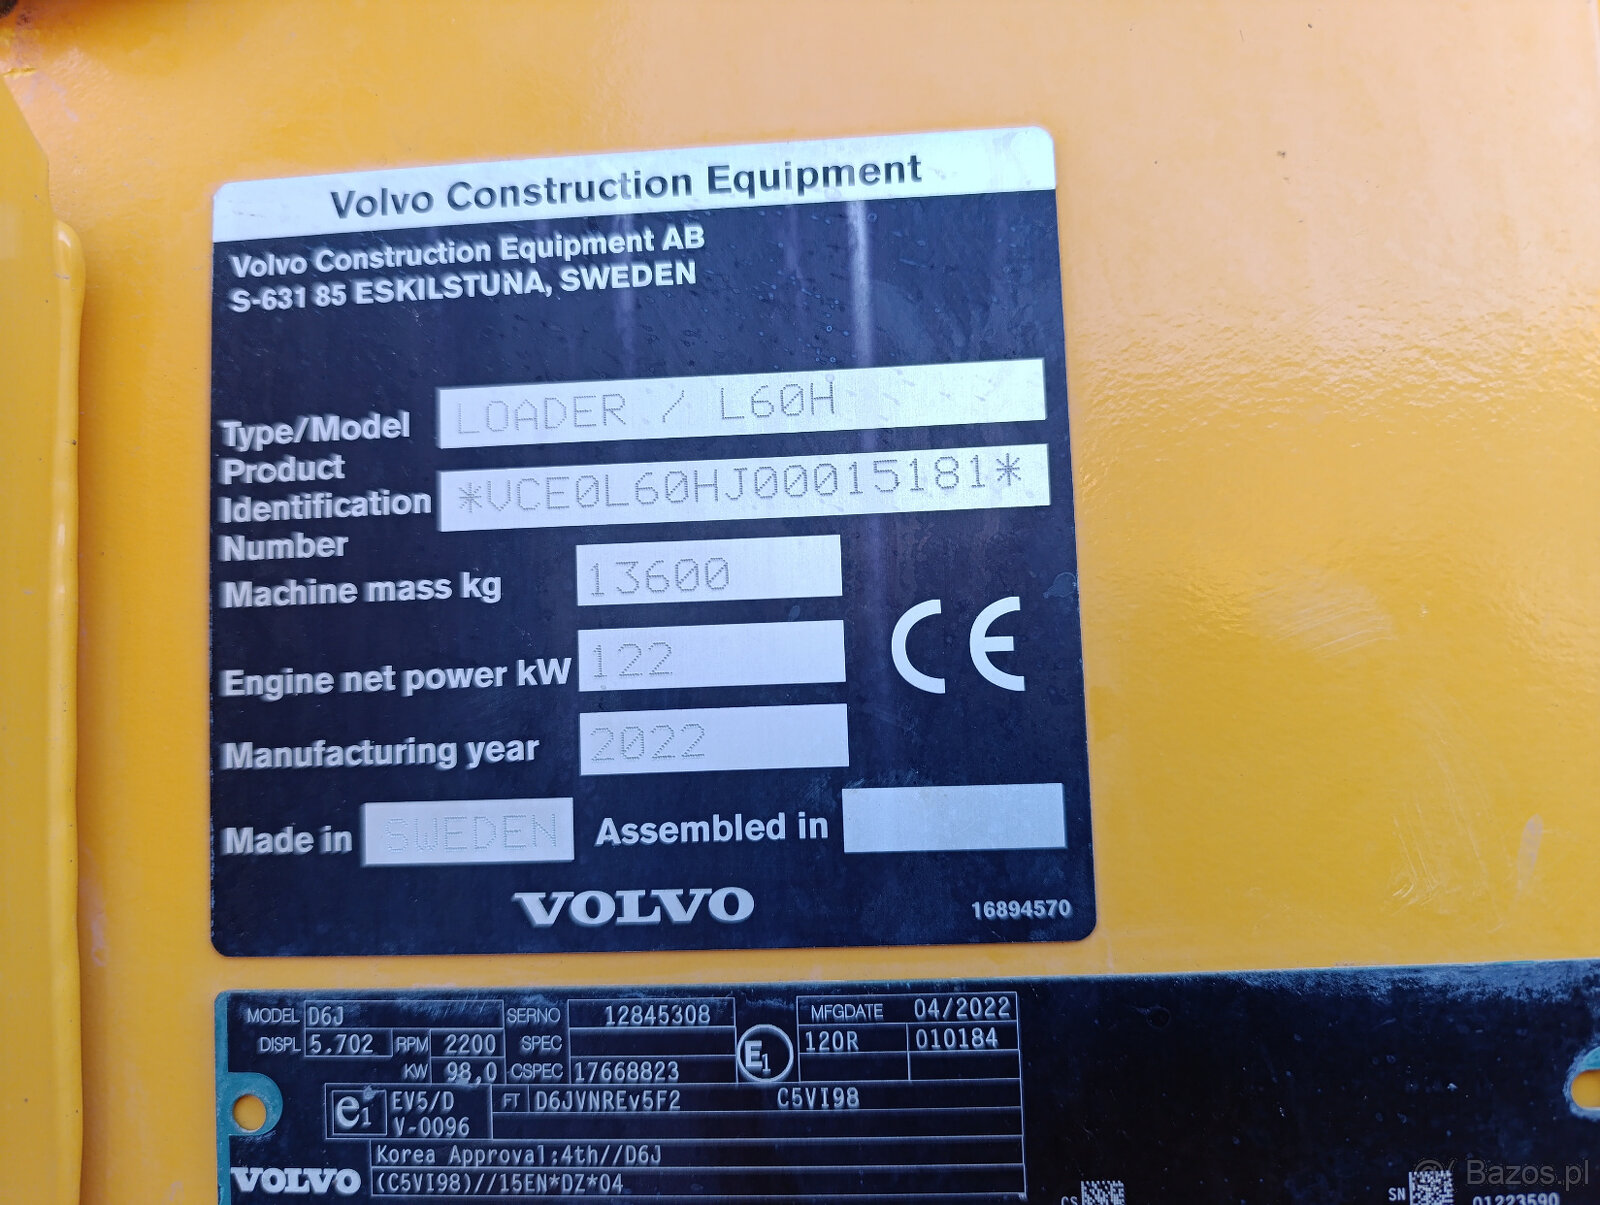 Volvo Construction Equipment
Volvo Construction Equipment AB
S-631 85 ESKILSTUNA, SWEDEN
Type/Model LOADER / L60H
Product
Identification *VCE0L60HJ00015181*
Number
Machine mass kg 13600
Engine net power kW 122
CE
Manufacturing year 2022
Made in SWEDEN Assembled in
VOLVO 16894570
MODEL D6J SERNO 12845308 MFGDATE 04/2022
DISPL 5.702 RPM 2200 SPEC E1 120R 010184
KW 98,0 CSPEC 17668823
e1 EV5/D FT D6JVNREv5F2 C5VI98
V-0096
Korea Approval:4th//D6J
VOLVO (C5VI98)//15EN*DZ*04
CS SN 01223590
Bazos.pl